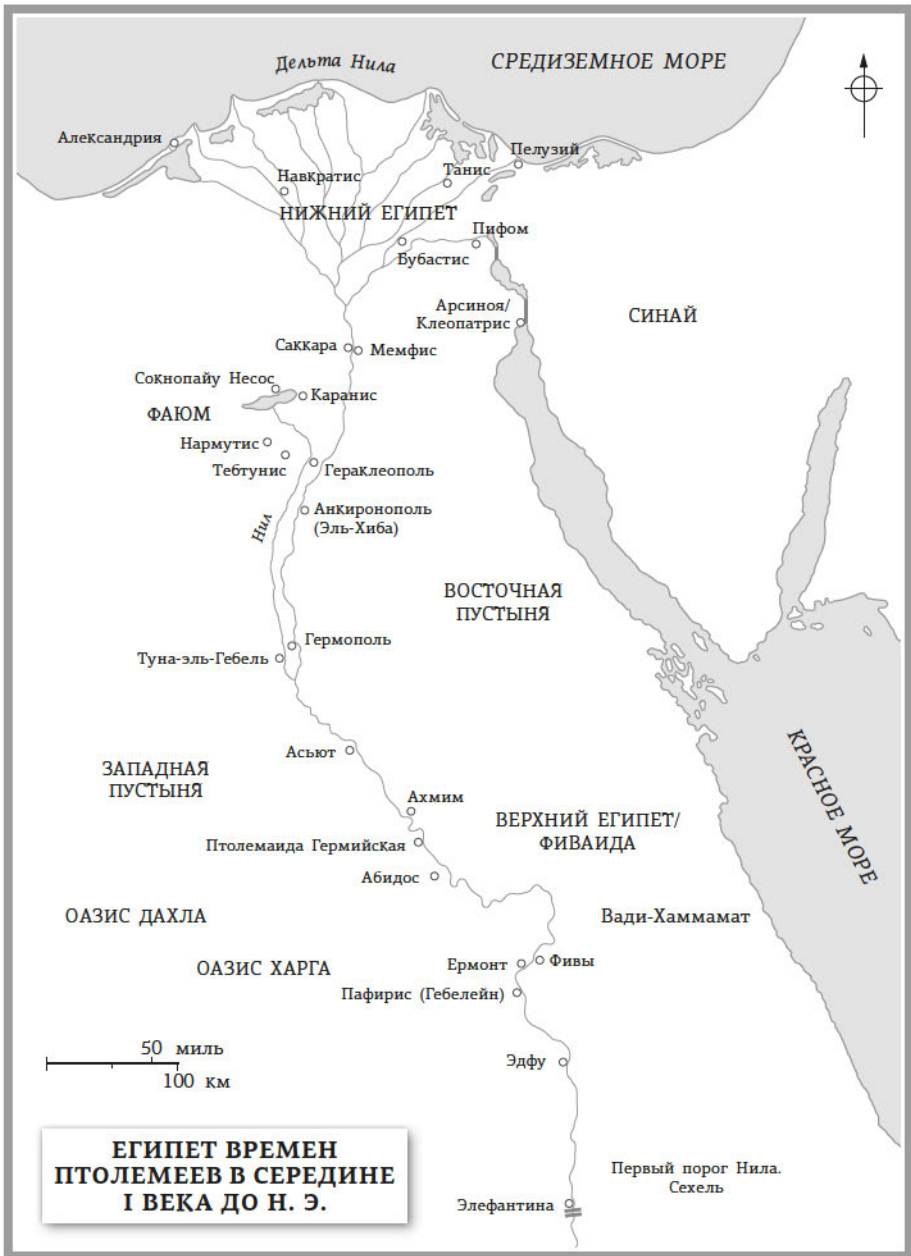 Дельта Нила
СРЕДИЗЕМНОЕ МОРЕ
Александрия
Пелузий
Навкратис
Танис
НИЖНИЙ ЕГИПЕТ
Пифом
Бубастис
Арсиноя/
Клеопатрис
СИНАЙ
Саккара
Мемфис
Сокнопайу Несос
Каранис
ФАЮМ
Нармутис
Тебтунис
Гераклеополь
Нил
Анкиронополь
(Эль-Хиба)
ВОСТОЧНАЯ
ПУСТЫНЯ
Гермополь
Туна-эль-Гебель
Асьют
ЗАПАДНАЯ
ПУСТЫНЯ
КРАСНОЕ МОРЕ
Ахмим
ВЕРХНИЙ ЕГИПЕТ/
ФИВАИДА
Птолемаида Гермийская
Абидос
ОАЗИС ДАХЛА
Вади-Хаммамат
ОАЗИС ХАРГА
Ермонт
Фивы
Пафирис (Гебелейн)
50 миль
100 км
Эдфу
ЕГИПЕТ ВРЕМЕН
ПТОЛЕМЕЕВ В СЕРЕДИНЕ
I ВЕКА ДО Н. Э.
Первый порог Нила.
Сехель
Элефантина